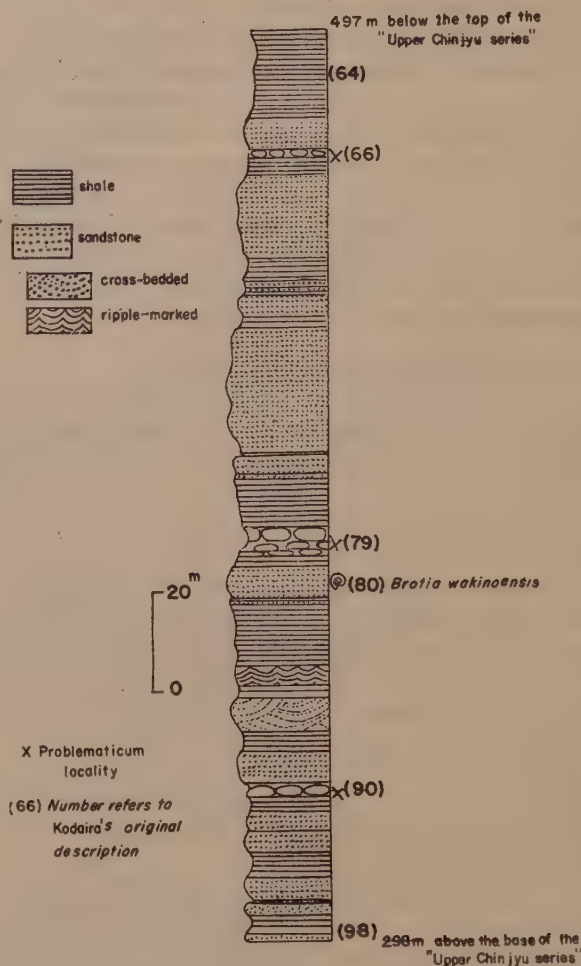 497 m below the top of the
"Upper Chinjyu series"
(64)
X (66)
shale
sandstone
cross-bedded
ripple-marked
X (79)
(80) Brotia wakinoensis
20 m
0
X Problematicum
locality
X (90)
(66) Number refers to
Kodaira's original
description
(98) 298m above the base of the
"Upper Chinjyu series"